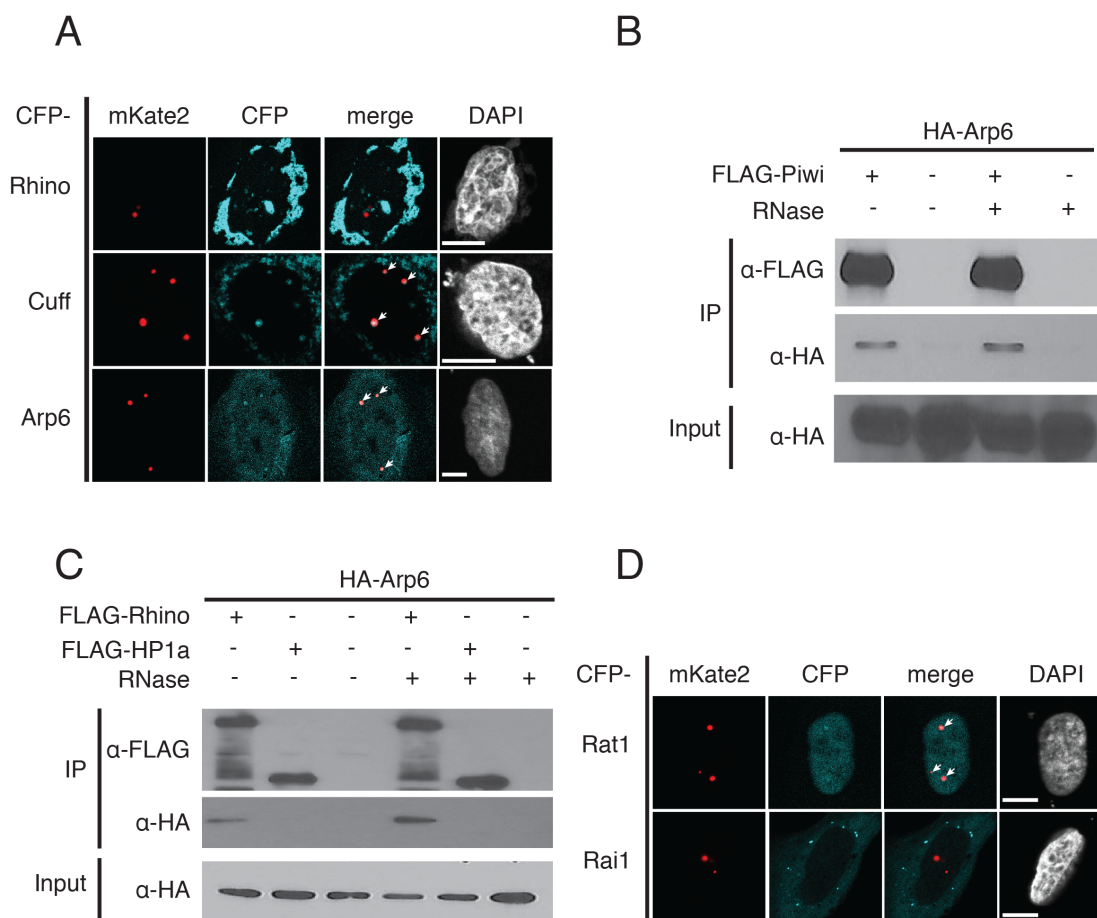 A
CFP- mKate2 CFP merge DAPI
Rhino
Cuff
Arp6
B
HA-Arp6
FLAG-Piwi + - + -
RNase - - + +
IP
α-FLAG
α-HA
Input α-HA
C
HA-Arp6
FLAG-Rhino + - - + - -
FLAG-HP1a - + - - + -
RNase - - - + + +
IP
α-FLAG
α-HA
Input α-HA
D
CFP- mKate2 CFP merge DAPI
Rat1
Rai1